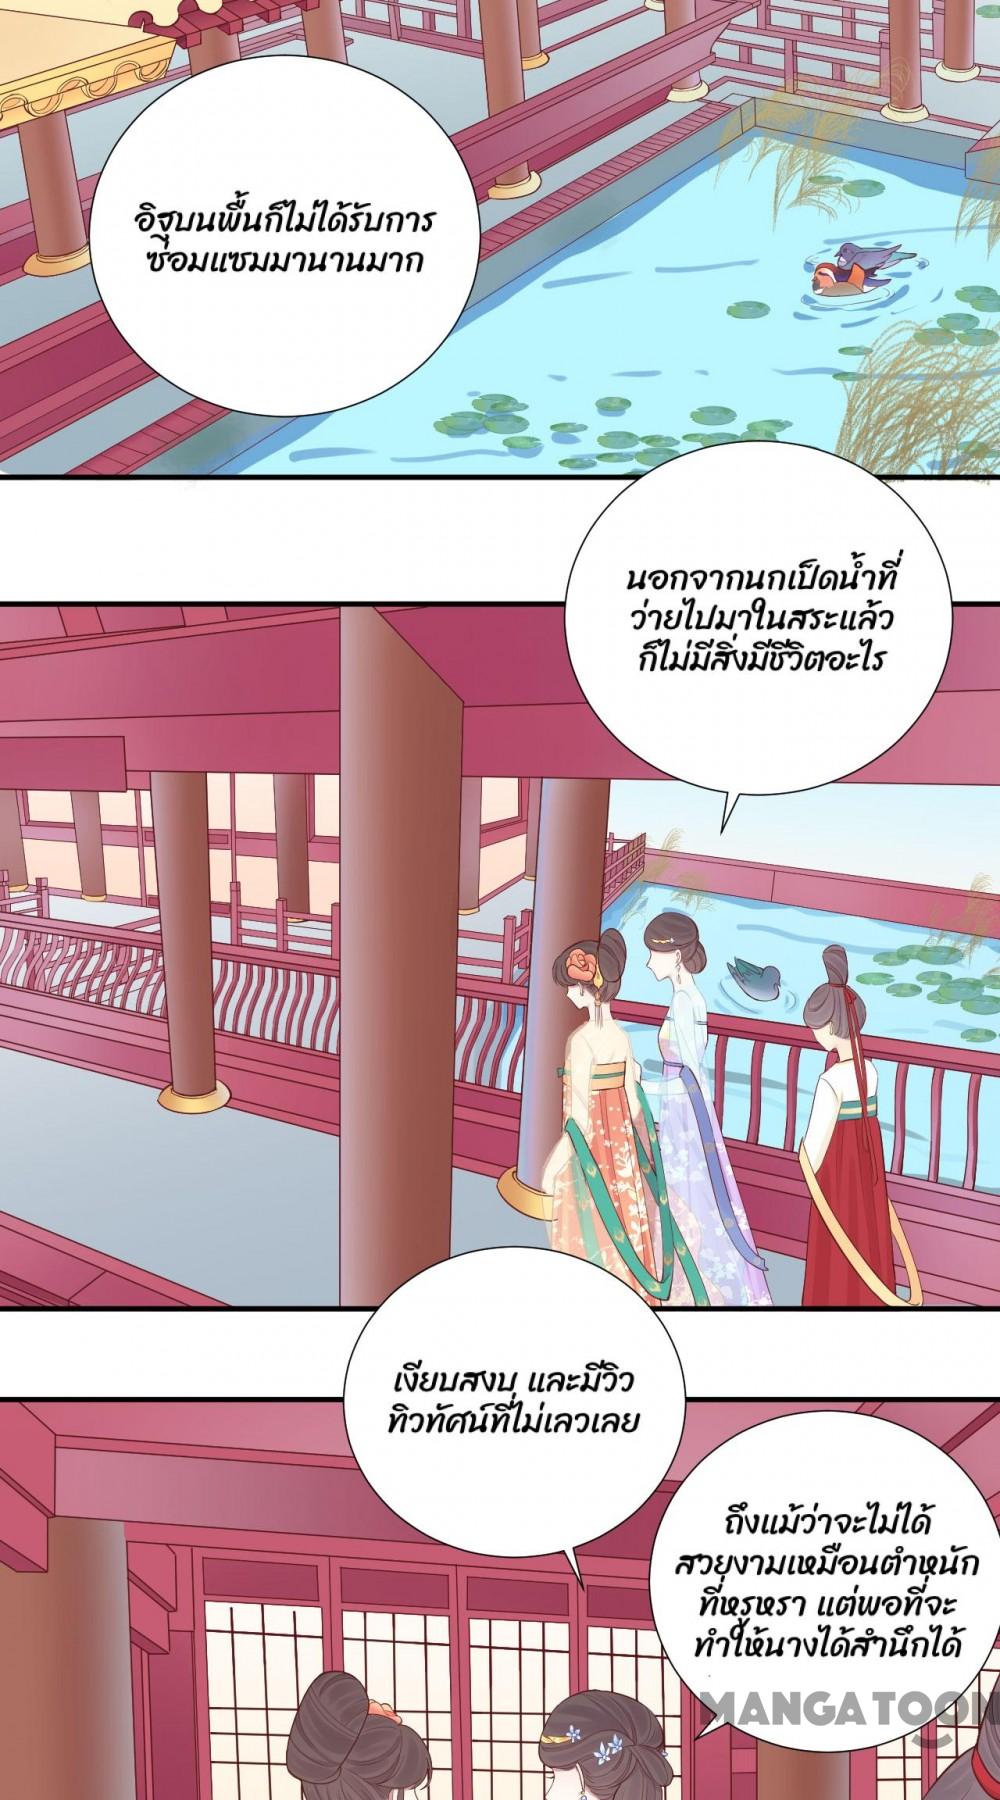 อิฐบนพื้นก็ไม่ได้รับการ
ซ่อมแซมมานานมาก
นอกจากนกเป็ดน้ำที่
ว่ายไปมาในสระแล้ว
ก็ไม่มีสิ่งมีชีวิตอะไร
เงียบสงบ และมีวิว
ทิวทัศน์ที่ไม่เลวเลย
ถึงแม้ว่าจะไม่ได้
สวยงามเหมือนตำหนัก
ที่หรูหรา แต่พอที่จะ
ทำให้นางได้สำนึกได้
MANGATOON